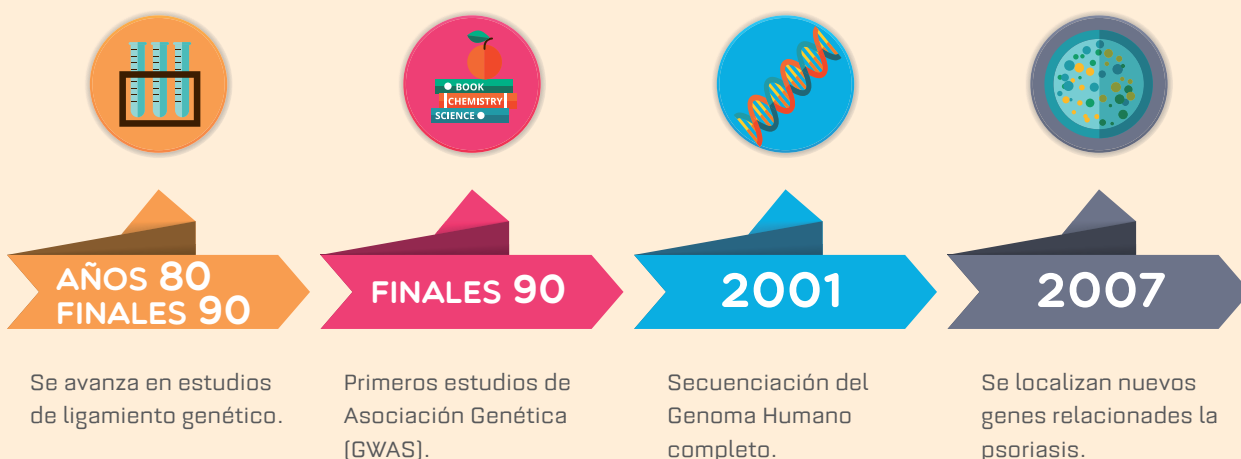 BOOK
CHEMISTRY
SCIENCE
AÑOS 80
FINALES 90
FINALES 90
2001
2007
Se avanza en estudios
de ligamiento genético.
Primeros estudios de
Asociación Genética
(GWAS).
Secuenciación del
Genoma Humano
completo.
Se localizan nuevos
genes relacionades la
psoriasis.